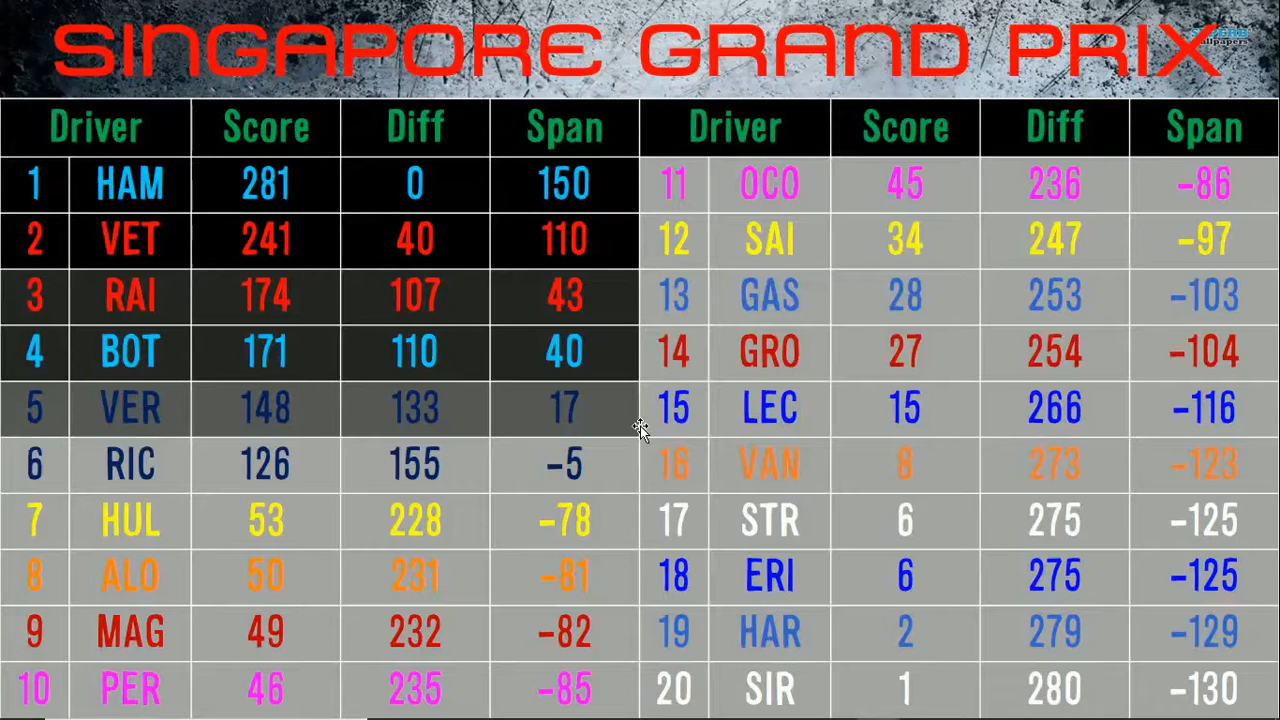 SINGAPORE GRAND PRIX
Driver Score Diff Span Driver Score Diff Span
1 HAM 281 0 150 11 OCO 45 236 -86
2 VET 241 40 110 12 SAI 34 247 -97
3 RAI 174 107 43 13 GAS 28 253 -103
4 BOT 171 110 40 14 GRO 27 254 -104
5 VER 148 133 17 15 LEC 15 266 -116
6 RIC 126 155 -5 16 VAN 8 273 -123
7 HUL 53 228 -78 17 STR 6 275 -125
8 ALO 50 231 -81 18 ERI 6 275 -125
9 MAG 49 232 -82 19 HAR 2 279 -129
10 PER 46 235 -85 20 SIR 1 280 -130